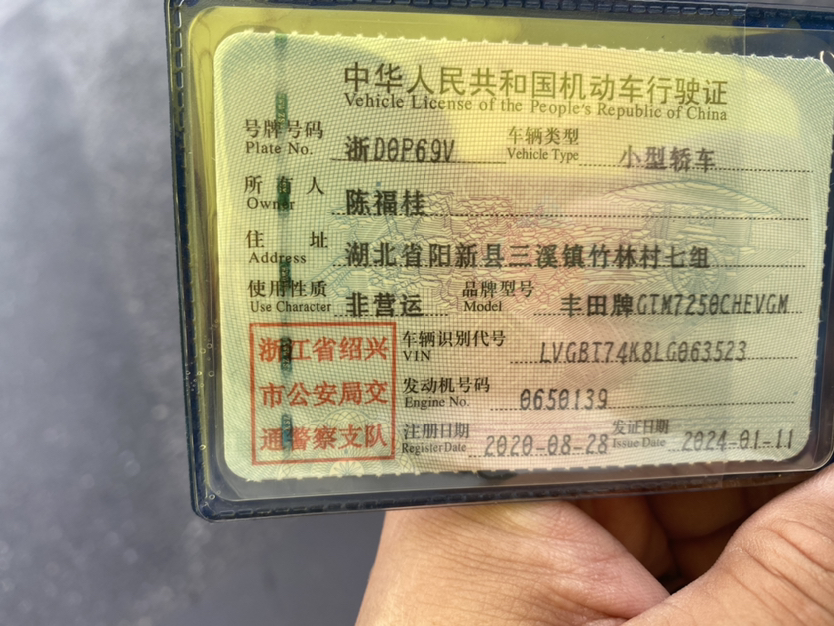 中华人民共和国机动车行驶证
Vehicle License of the People's Republic of China
号牌号码 浙D0P69V 车辆类型 小型轿车
Plate No. Vehicle Type
所有人 陈福桂
Owner
住址 湖北省阳新县三溪镇竹林村七组
Address
使用性质 非营运 品牌型号 丰田牌GTM7250CHEVGM
Use Character Model
浙江省绍兴
市公安局交
通警察支队
车辆识别代号 LVGBT74K8LG063523
VIN
发动机号码 0650139
Engine No.
注册日期 2020-08-28 发证日期 2024-01-11
Register Date Issue Date